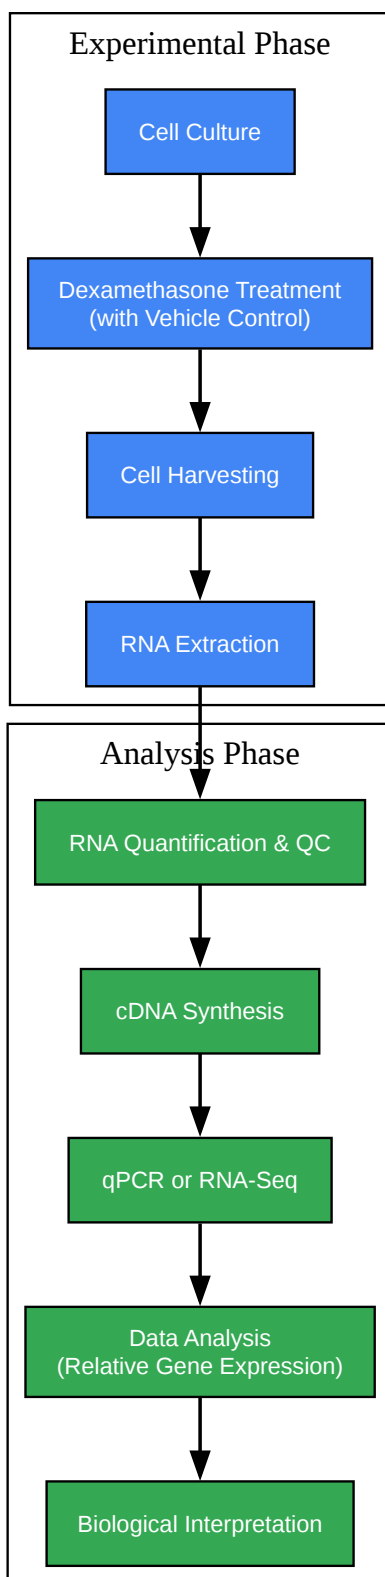 Experimental Phase
Cell Culture
Dexamethasone Treatment
(with Vehicle Control)
Cell Harvesting
RNA Extraction
Analysis Phase
RNA Quantification & QC
cDNA Synthesis
qPCR or RNA-Seq
Data Analysis
(Relative Gene Expression)
Biological Interpretation